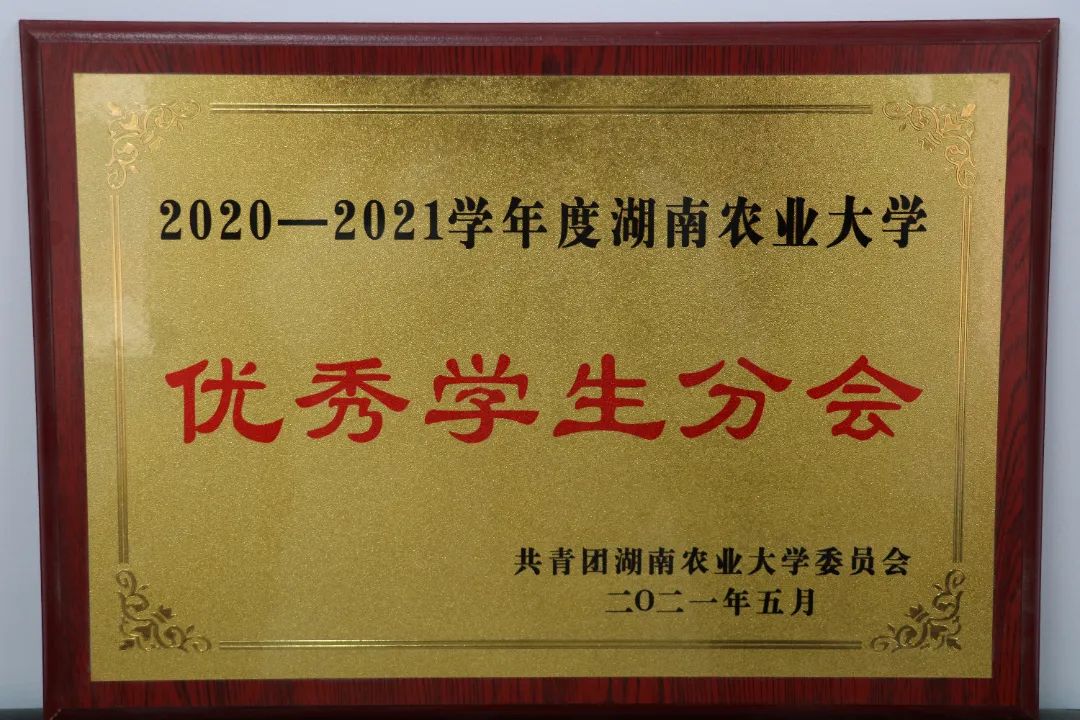 2020—2021学年度湖南农业大学
优秀学生分会
共青团湖南农业大学委员会
二〇二一年五月